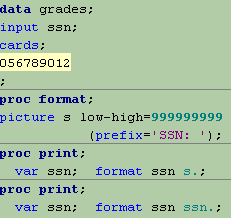 data grades;
input ssn;
cards;
056789012
;
proc format;
picture s low-high=999999999
(prefix='SSN: ');
proc print;
var ssn; format ssn s.;
proc print;
var ssn; format ssn ssn.;